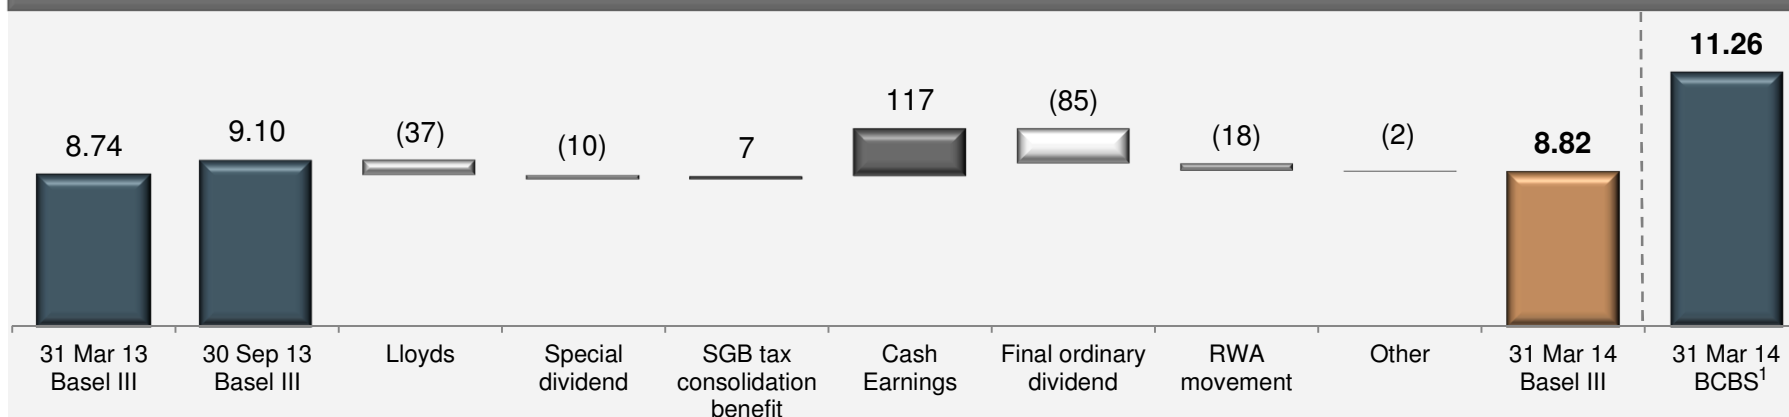 8.74
9.10
(37)
(10)
7
117
(85)
(18)
(2)
8.82
11.26
31 Mar 13
Basel III
30 Sep 13
Basel III
Lloyds
Special
dividend
SGB tax
consolidation
benefit
Cash
Earnings
Final ordinary
dividend
RWA
movement
Other
31 Mar 14
Basel III
31 Mar 14
BCBS¹